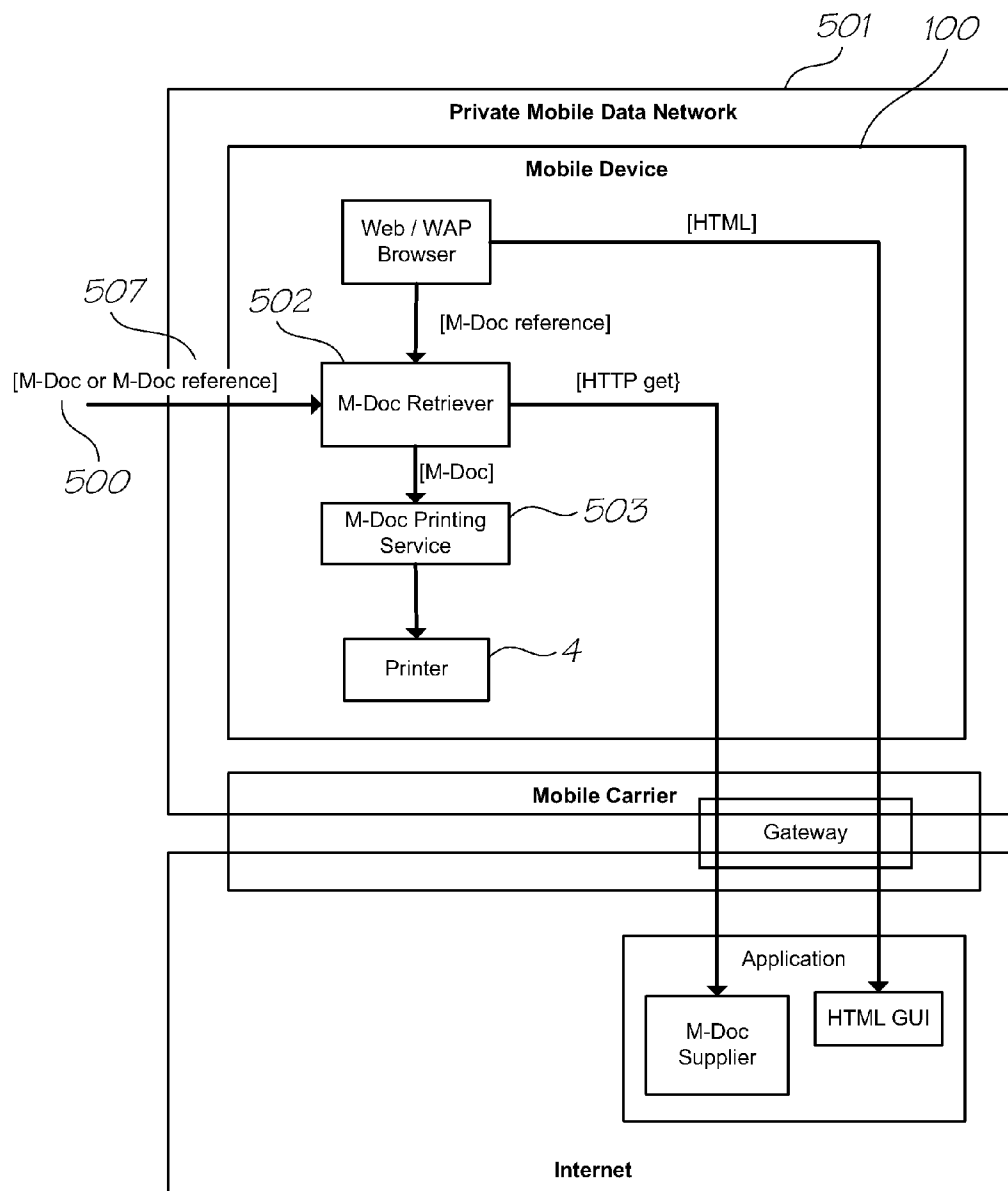 501
100
Private Mobile Data Network
Mobile Device
Web / WAP
Browser
[HTML]
507
502
[M-Doc reference]
[M-Doc or M-Doc reference]
[HTTP get}
M-Doc Retriever
500
[M-Doc]
M-Doc Printing
Service
503
Printer
4
Mobile Carrier
Gateway
Application
M-Doc
Supplier
HTML GUI
Internet